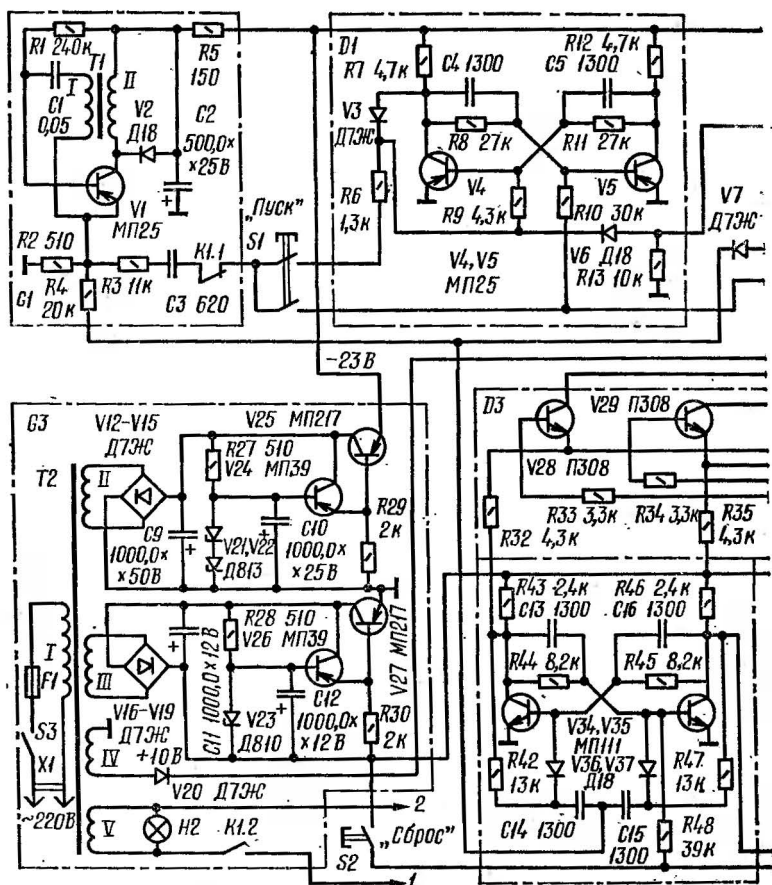 R1 240к
T1
R5
150
I
II
C1
0,05
V2
Д18
C2
500,0×
×25В
V1
МП25
R2 510
G1
R4
20к
R3 11к
C3 620
K1.1
„Пуск"
S1
D1
R7 4,7к
C4 1300
R12 4,7к
C5 1300
V3
Д7Ж
R8 27к
R11 27к
V4
V5
R6
1,3к
R9 4,3к
R10 30к
V4, V5
МП25
V6 Д18
R13 10к
V7
Д7Ж
−23В
G3
V12–V15
Д7Ж
V25 МП217
T2
II
R27 510
V24 МП39
C9
1000,0×
×50В
V21, V22
Д813
C10
1000,0×
×25В
R29
2к
I
F1
S3
X1
~220В
III
R28 510
V26 МП39
C11 1000,0×12В
V27 МП217
V16–V19
Д7Ж
+10В
IV
V23
Д810
C12
1000,0×
×12В
R30
2к
V20 Д7Ж
V
H2
K1.2
2
1
„Сброс"
S2
D3
V29 П308
V28 П308
R32
4,3к
R33 3,3к
R34 3,3к
R35
4,3к
R43 2,4к
C13 1300
R46 2,4к
C16 1300
R44 8,2к
R45 8,2к
V34, V35
МП111
V36, V37
Д18
R42
13к
R47
13к
C14 1300
C15
1300
R48
39к